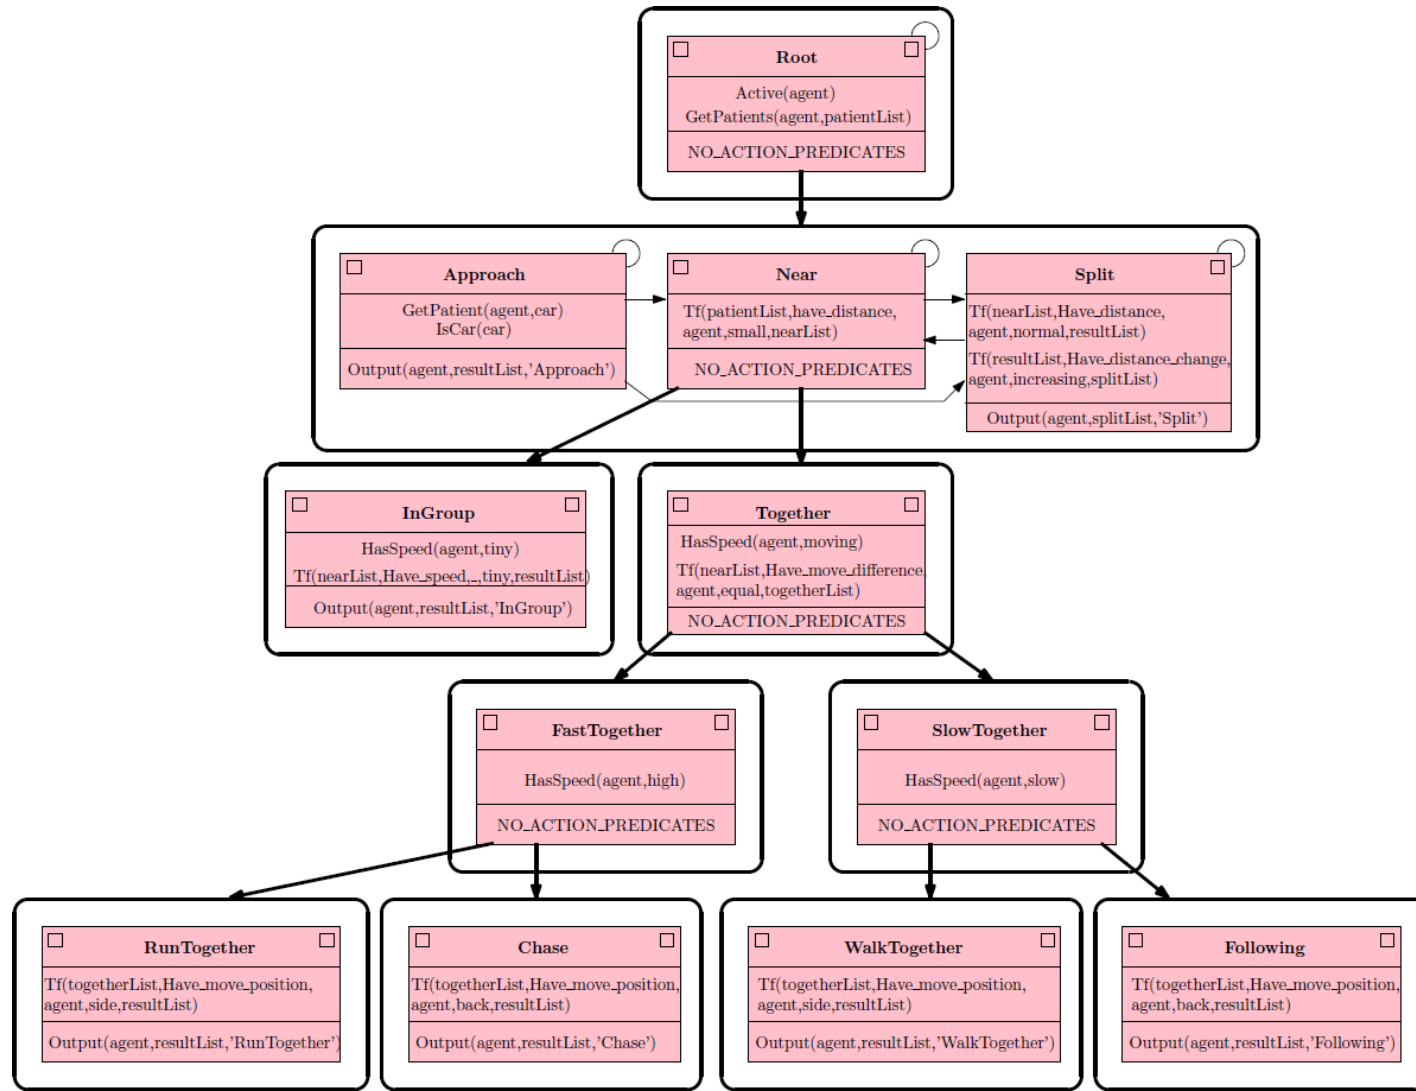 Root
Active(agent)
GetPatients(agent,patientList)
NO_ACTION_PREDICATES
Approach
GetPatient(agent,car)
IsCar(car)
Output(agent,resultList,'Approach')
Near
Tf(patientList,have_distance,
agent,small,nearList)
NO_ACTION_PREDICATES
Split
Tf(nearList,Have_distance,
agent,normal,resultList)
Tf(resultList,Have_distance_change,
agent,increasing,splitList)
Output(agent,splitList,'Split')
InGroup
HasSpeed(agent,tiny)
Tf(nearList,Have_speed,_,tiny,resultList)
Output(agent,resultList,'InGroup')
Together
HasSpeed(agent,moving)
Tf(nearList,Have_move_difference,
agent,equal,togetherList)
NO_ACTION_PREDICATES
FastTogether
HasSpeed(agent,high)
NO_ACTION_PREDICATES
SlowTogether
HasSpeed(agent,slow)
NO_ACTION_PREDICATES
RunTogether
Tf(togetherList,Have_move_position,
agent,side,resultList)
Output(agent,resultList,'RunTogether')
Chase
Tf(togetherList,Have_move_position,
agent,back,resultList)
Output(agent,resultList,'Chase')
WalkTogether
Tf(togetherList,Have_move_position,
agent,side,resultList)
Output(agent,resultList,'WalkTogether')
Following
Tf(togetherList,Have_move_position,
agent,back,resultList)
Output(agent,resultList,'Following')